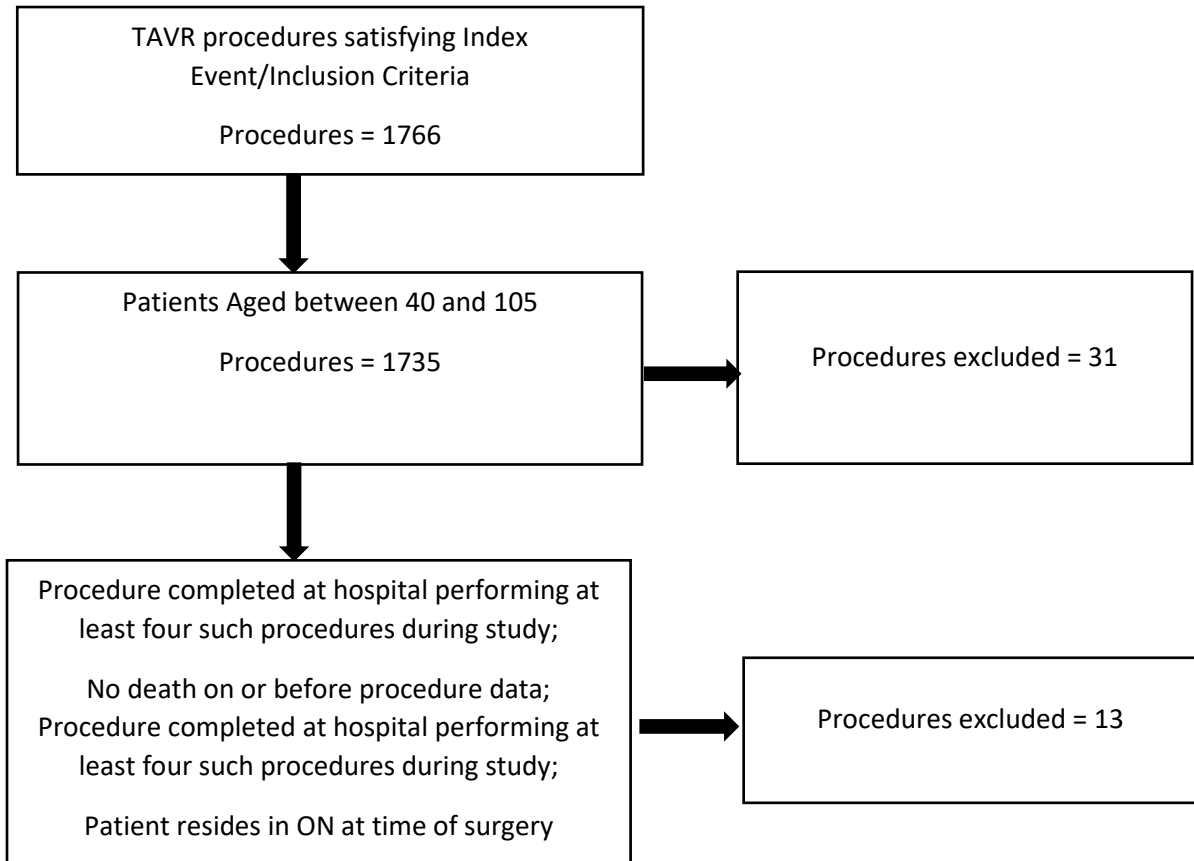 TAVR procedures satisfying Index
Event/Inclusion Criteria
Procedures = 1766
Patients Aged between 40 and 105
Procedures = 1735
Procedures excluded = 31
Procedure completed at hospital performing at
least four such procedures during study;
No death on or before procedure data;
Procedure completed at hospital performing at
least four such procedures during study;
Patient resides in ON at time of surgery
Procedures excluded = 13